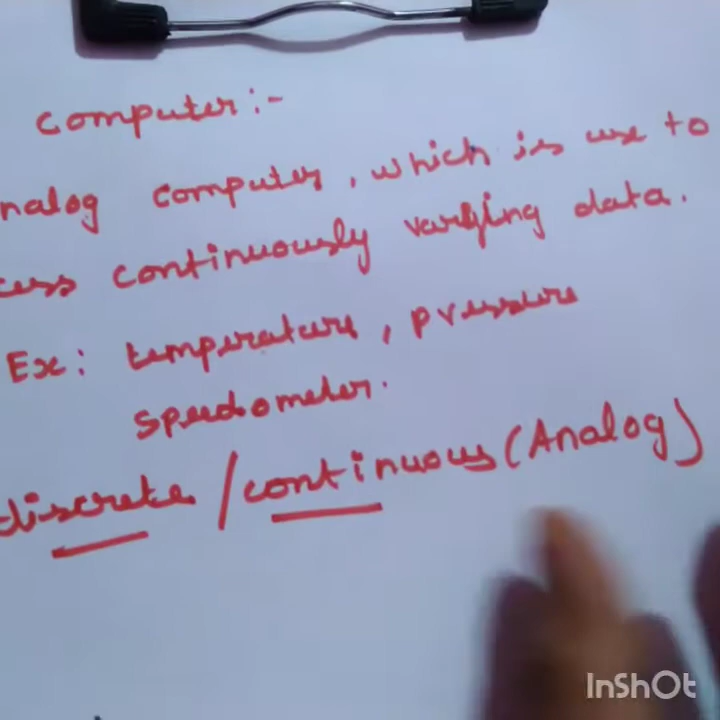 computer:-
nalog computer, which is use to
cess continuously varying data.
Ex: temperature, pressure
speedometer.
discrete / continuous (Analog)
InShOt